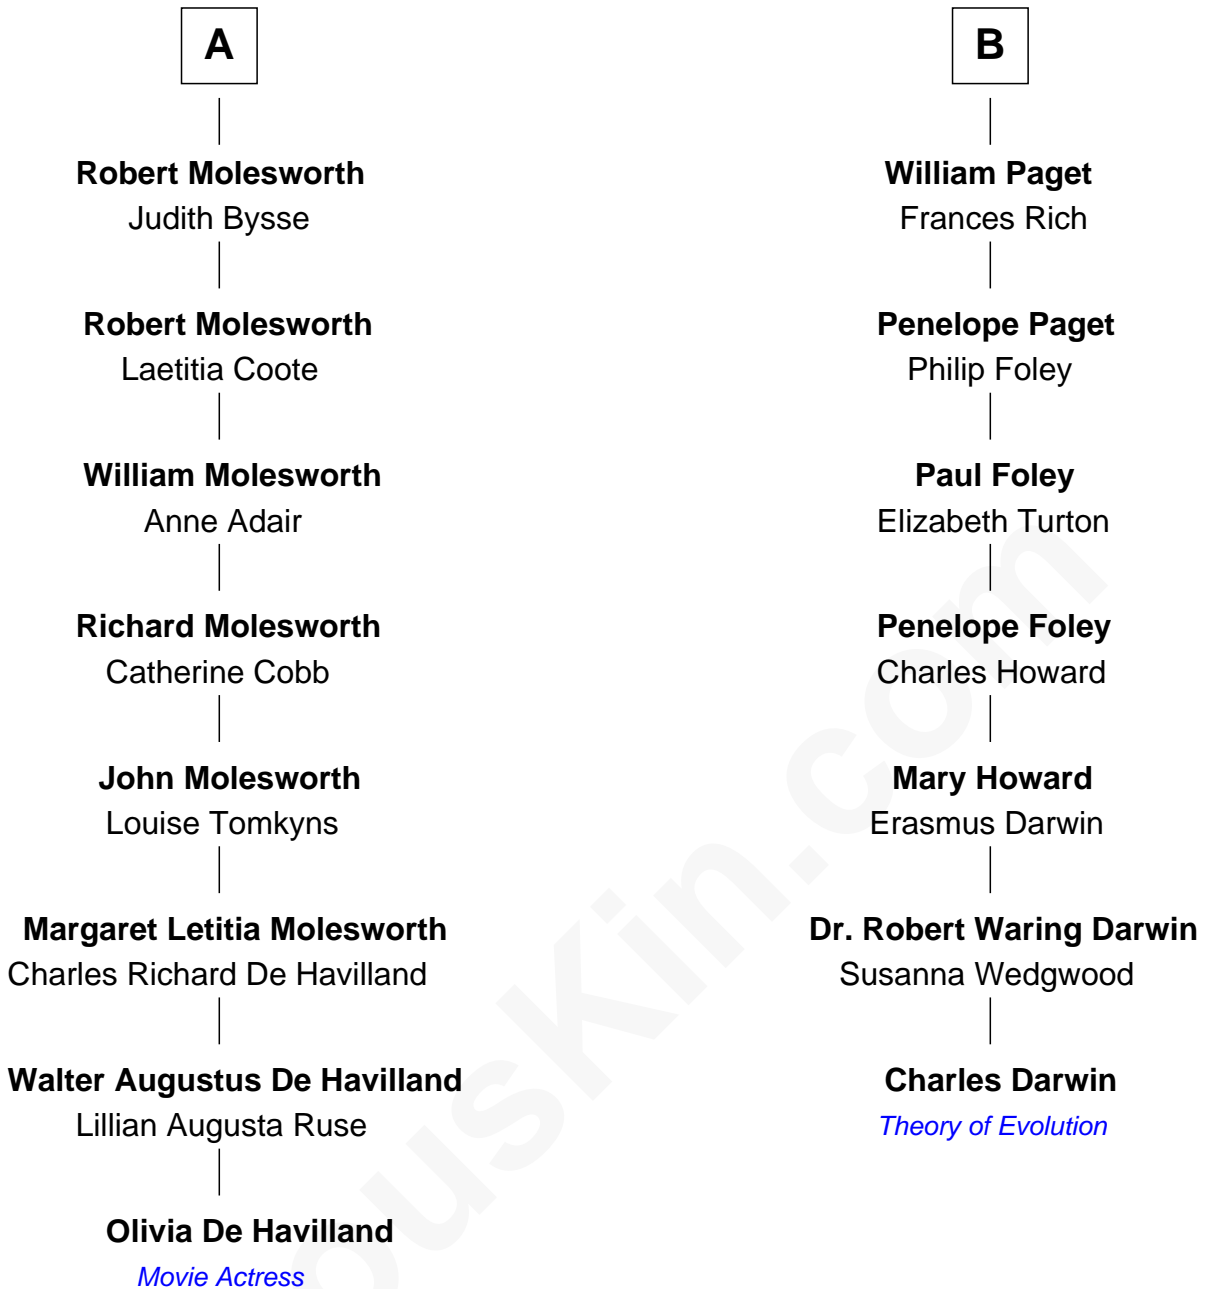 A
Robert Molesworth
Judith Bysse
Robert Molesworth
Laetitia Coote
William Molesworth
Anne Adair
Richard Molesworth
Catherine Cobb
John Molesworth
Louise Tomkyns
Margaret Letitia Molesworth
Charles Richard De Havilland
Walter Augustus De Havilland
Lillian Augusta Ruse
Olivia De Havilland
Movie Actress
B
William Paget
Frances Rich
Penelope Paget
Philip Foley
Paul Foley
Elizabeth Turton
Penelope Foley
Charles Howard
Mary Howard
Erasmus Darwin
Dr. Robert Waring Darwin
Susanna Wedgwood
Charles Darwin
Theory of Evolution
ousKin.com